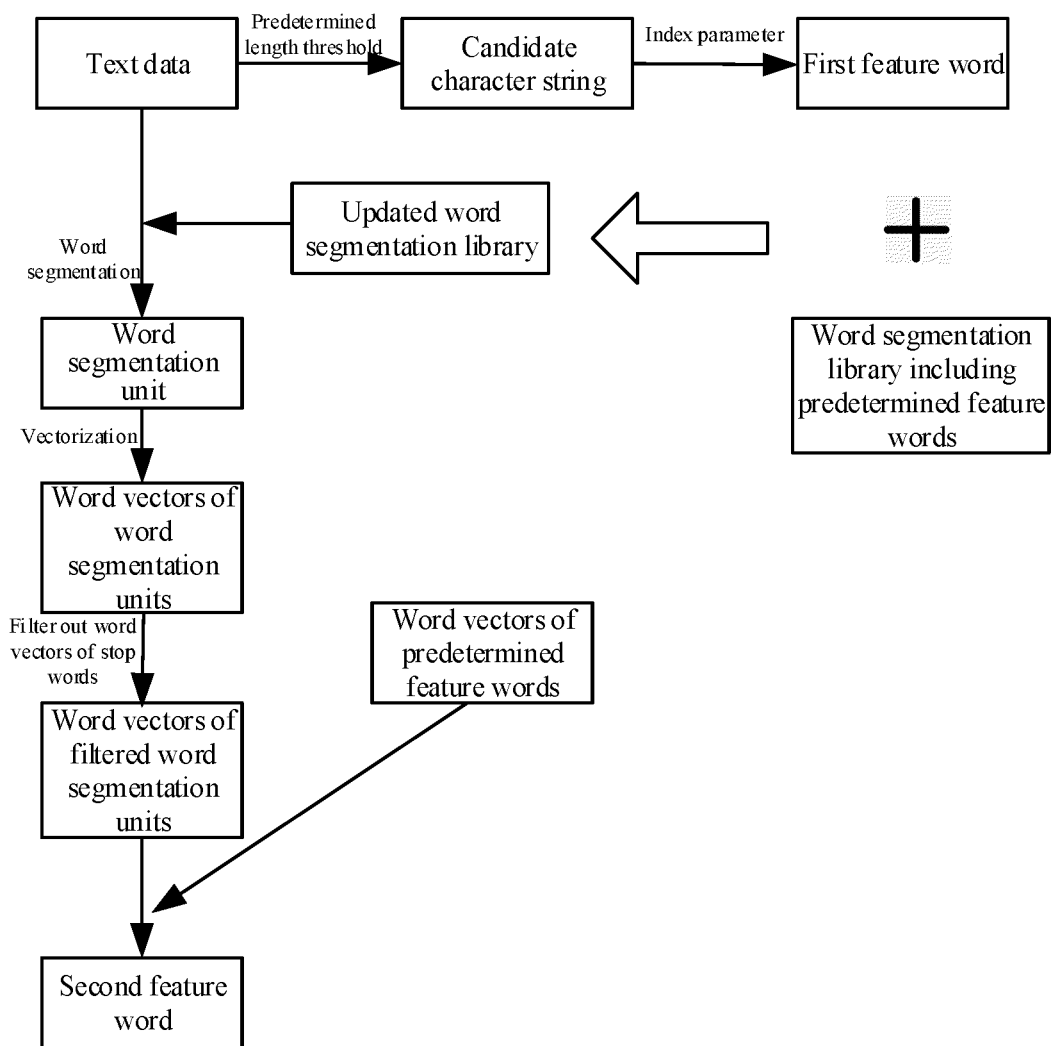 Text data
Predetermined
length threshold
Candidate
character string
Index parameter
First feature word
Updated word
segmentation library
Word
segmentation
Word segmentation
library including
predetermined feature
words
Word
segmentation
unit
Vectorization
Word vectors of
word
segmentation
units
Filter out word
vectors of stop
words
Word vectors of
predetermined
feature words
Word vectors of
filtered word
segmentation
units
Second feature
word